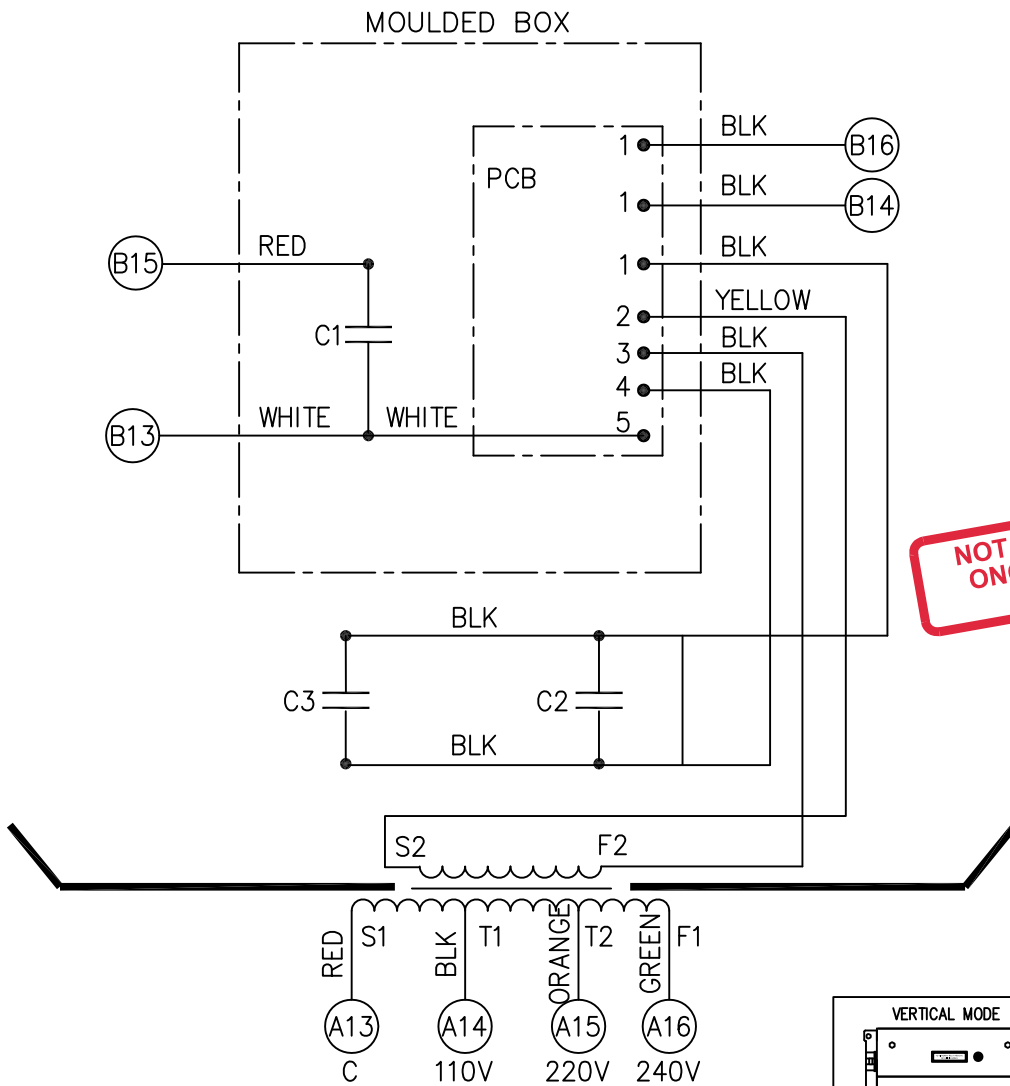 MOULDED BOX
PCB
1 BLK B16
1 BLK B14
B15 RED
1 BLK
2 YELLOW
C1
3 BLK
4 BLK
B13 WHITE WHITE 5
NOT
BLK
C3 C2
BLK
S2 F2
RED S1 BLK T1 ORANGE T2 GREEN F1
A13 A14 A15 A16
C 110V 220V 240V
VERTICAL MODE